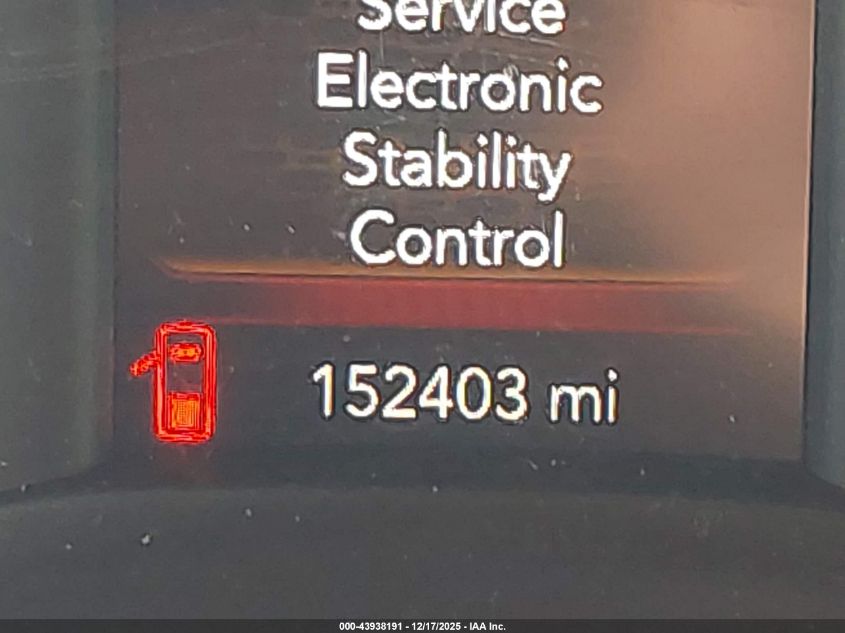 Service
Electronic
Stability
Control
152403 mi
000-43938191 - 12/17/2025 - IAA Inc.